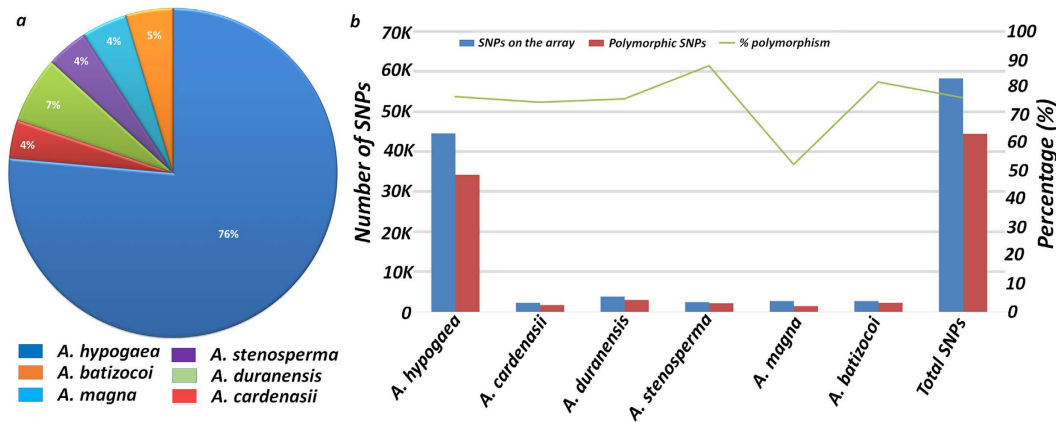 a
4%
5%
4%
7%
4%
76%
A. hypogaea
A. stenosperma
A. batizocoi
A. duranensis
A. magna
A. cardenasii
b
70K
60K
50K
40K
30K
20K
10K
0
Number of SNPs
SNPs on the array
Polymorphic SNPs
% polymorphism
100
90
80
70
60
50
40
30
20
10
0
Percentage (%)
A. hypogaea
A. cardenasii
A. duranensis
A. stenosperma
A. magna
A. batizocoi
Total SNPs